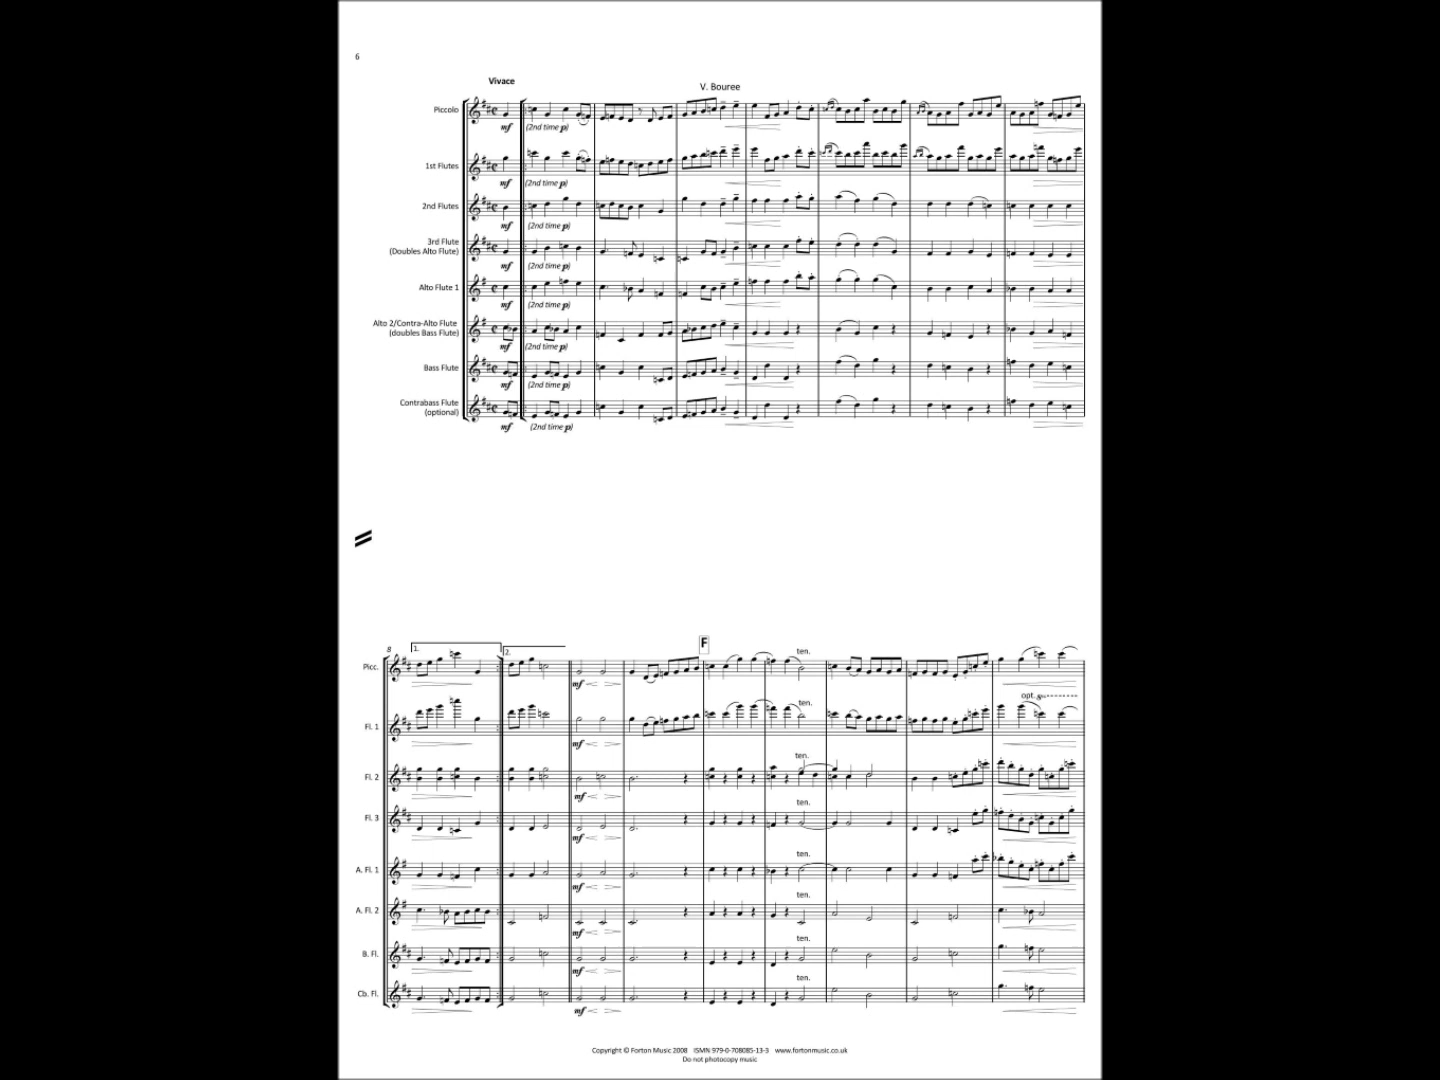 6
Vivace
V. Bouree
Piccolo
mf
(2nd time p)
1st Flutes
mf
(2nd time p)
2nd Flutes
mf
(2nd time p)
3rd Flute
(Doubles Alto Flute)
mf
(2nd time p)
Alto Flute 1
mf
(2nd time p)
Alto 2/Contra-Alto Flute
(doubles Bass Flute)
mf
(2nd time p)
Bass Flute
mf
(2nd time p)
Contrabass Flute
(optional)
mf
(2nd time p)
8
1.
2.
F
ten.
Picc.
mf
opt. 8va
ten.
Fl. 1
mf
ten.
Fl. 2
mf
ten.
Fl. 3
mf
ten.
A. Fl. 1
mf
ten.
A. Fl. 2
mf
ten.
B. Fl.
mf
ten.
Cb. Fl.
mf
Copyright © Forton Music 2008 ISMN 979-0-708085-13-3 www.fortonmusic.co.uk
Do not photocopy music